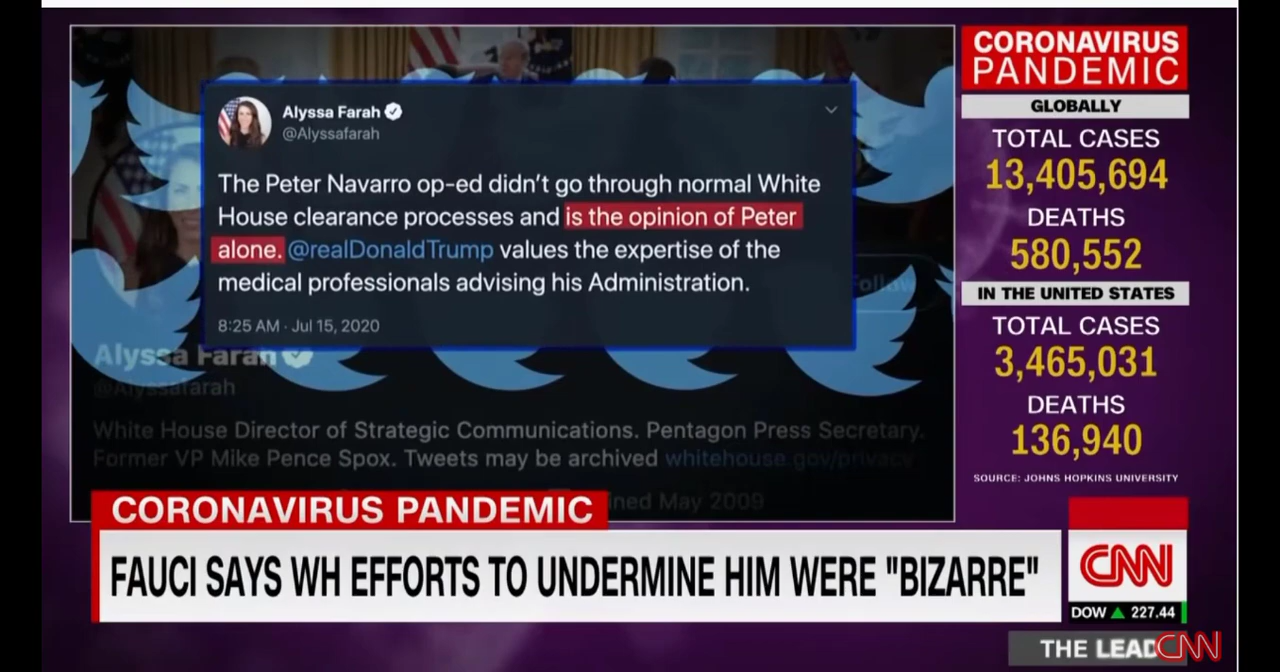 Alyssa Farah
@Alyssafarah
The Peter Navarro op-ed didn't go through normal White
House clearance processes and is the opinion of Peter
alone. @realDonaldTrump values the expertise of the
medical professionals advising his Administration.
8:25 AM · Jul 15, 2020
Follow
Alyssa Farah
@Alyssafarah
White House Director of Strategic Communications. Pentagon Press Secretary.
Former VP Mike Pence Spox. Tweets may be archived whitehouse.gov/privacy
ined May 2009
CORONAVIRUS PANDEMIC
FAUCI SAYS WH EFFORTS TO UNDERMINE HIM WERE "BIZARRE"
CORONAVIRUS
PANDEMIC
GLOBALLY
TOTAL CASES
13,405,694
DEATHS
580,552
IN THE UNITED STATES
TOTAL CASES
3,465,031
DEATHS
136,940
SOURCE: JOHNS HOPKINS UNIVERSITY
CNN
DOW ▲ 227.44
THE LEAD
CNN